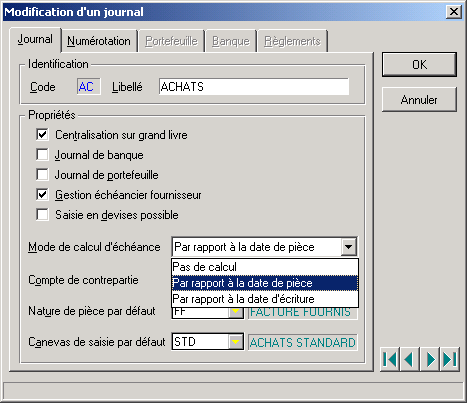 Modification d'un journal
Journal Numérotation Portefeuille Banque Règlements
Identification
Code AC Libellé ACHATS
OK
Annuler
Propriétés
Centralisation sur grand livre
Journal de banque
Journal de portefeuille
Gestion échéancier fournisseur
Saisie en devises possible
Mode de calcul d'échéance Par rapport à la date de pièce
Pas de calcul
Compte de contrepartie Par rapport à la date de pièce
Par rapport à la date d'écriture
Nature de pièce par défaut FF FACTURE FOURNIS
Canevas de saisie par défaut STD ACHATS STANDARD